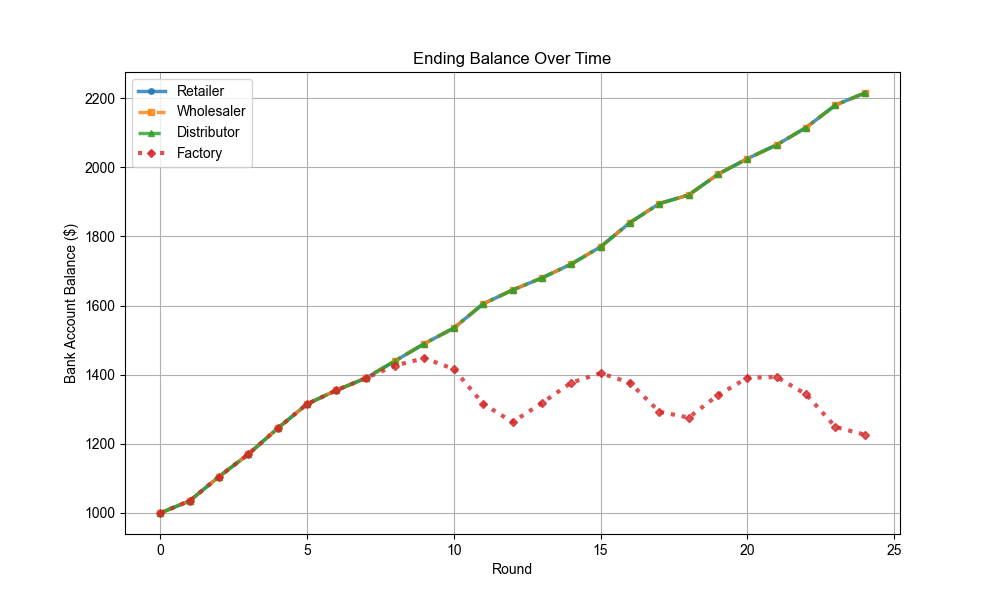 Ending Balance Over Time
Retailer
Wholesaler
Distributor
Factory
Bank Account Balance ($)
2200
2000
1800
1600
1400
1200
1000
0 5 10 15 20 25
Round